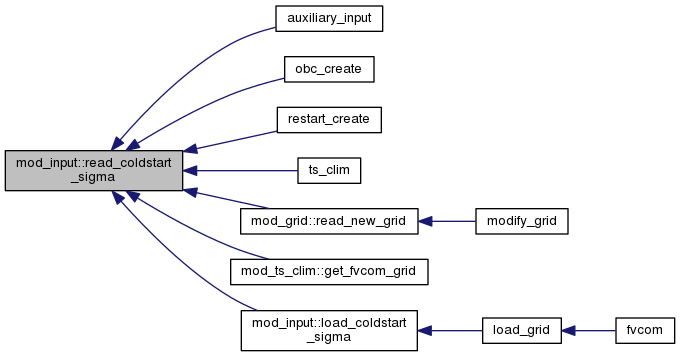 auxiliary_input
obc_create
restart_create
mod_input::read_coldstart
_sigma
ts_clim
mod_grid::read_new_grid
modify_grid
mod_ts_clim::get_fvcom_grid
mod_input::load_coldstart
_sigma
load_grid
fvcom